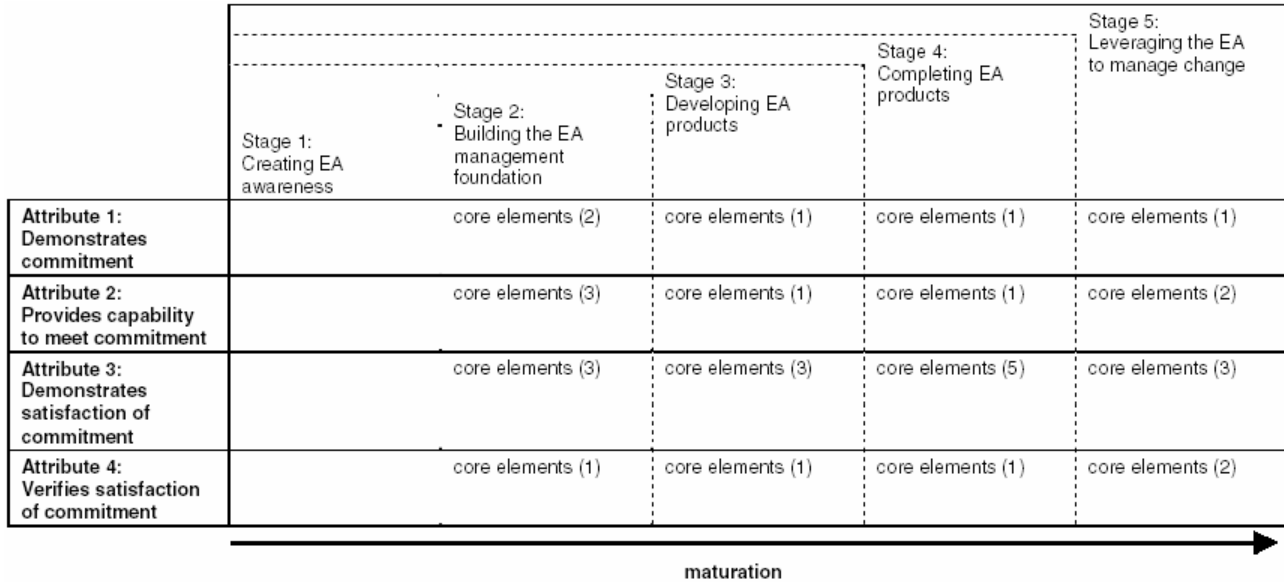 Stage 1:
Creating EA
awareness
Stage 2:
Building the EA
management
foundation
Stage 3:
Developing EA
products
Stage 4:
Completing EA
products
Stage 5:
Leveraging the EA
to manage change
Attribute 1:
Demonstrates
commitment
core elements (2)
core elements (1)
core elements (1)
core elements (1)
Attribute 2:
Provides capability
to meet commitment
core elements (3)
core elements (1)
core elements (1)
core elements (2)
Attribute 3:
Demonstrates
satisfaction of
commitment
core elements (3)
core elements (3)
core elements (5)
core elements (3)
Attribute 4:
Verifies satisfaction
of commitment
core elements (1)
core elements (1)
core elements (1)
core elements (2)
maturation